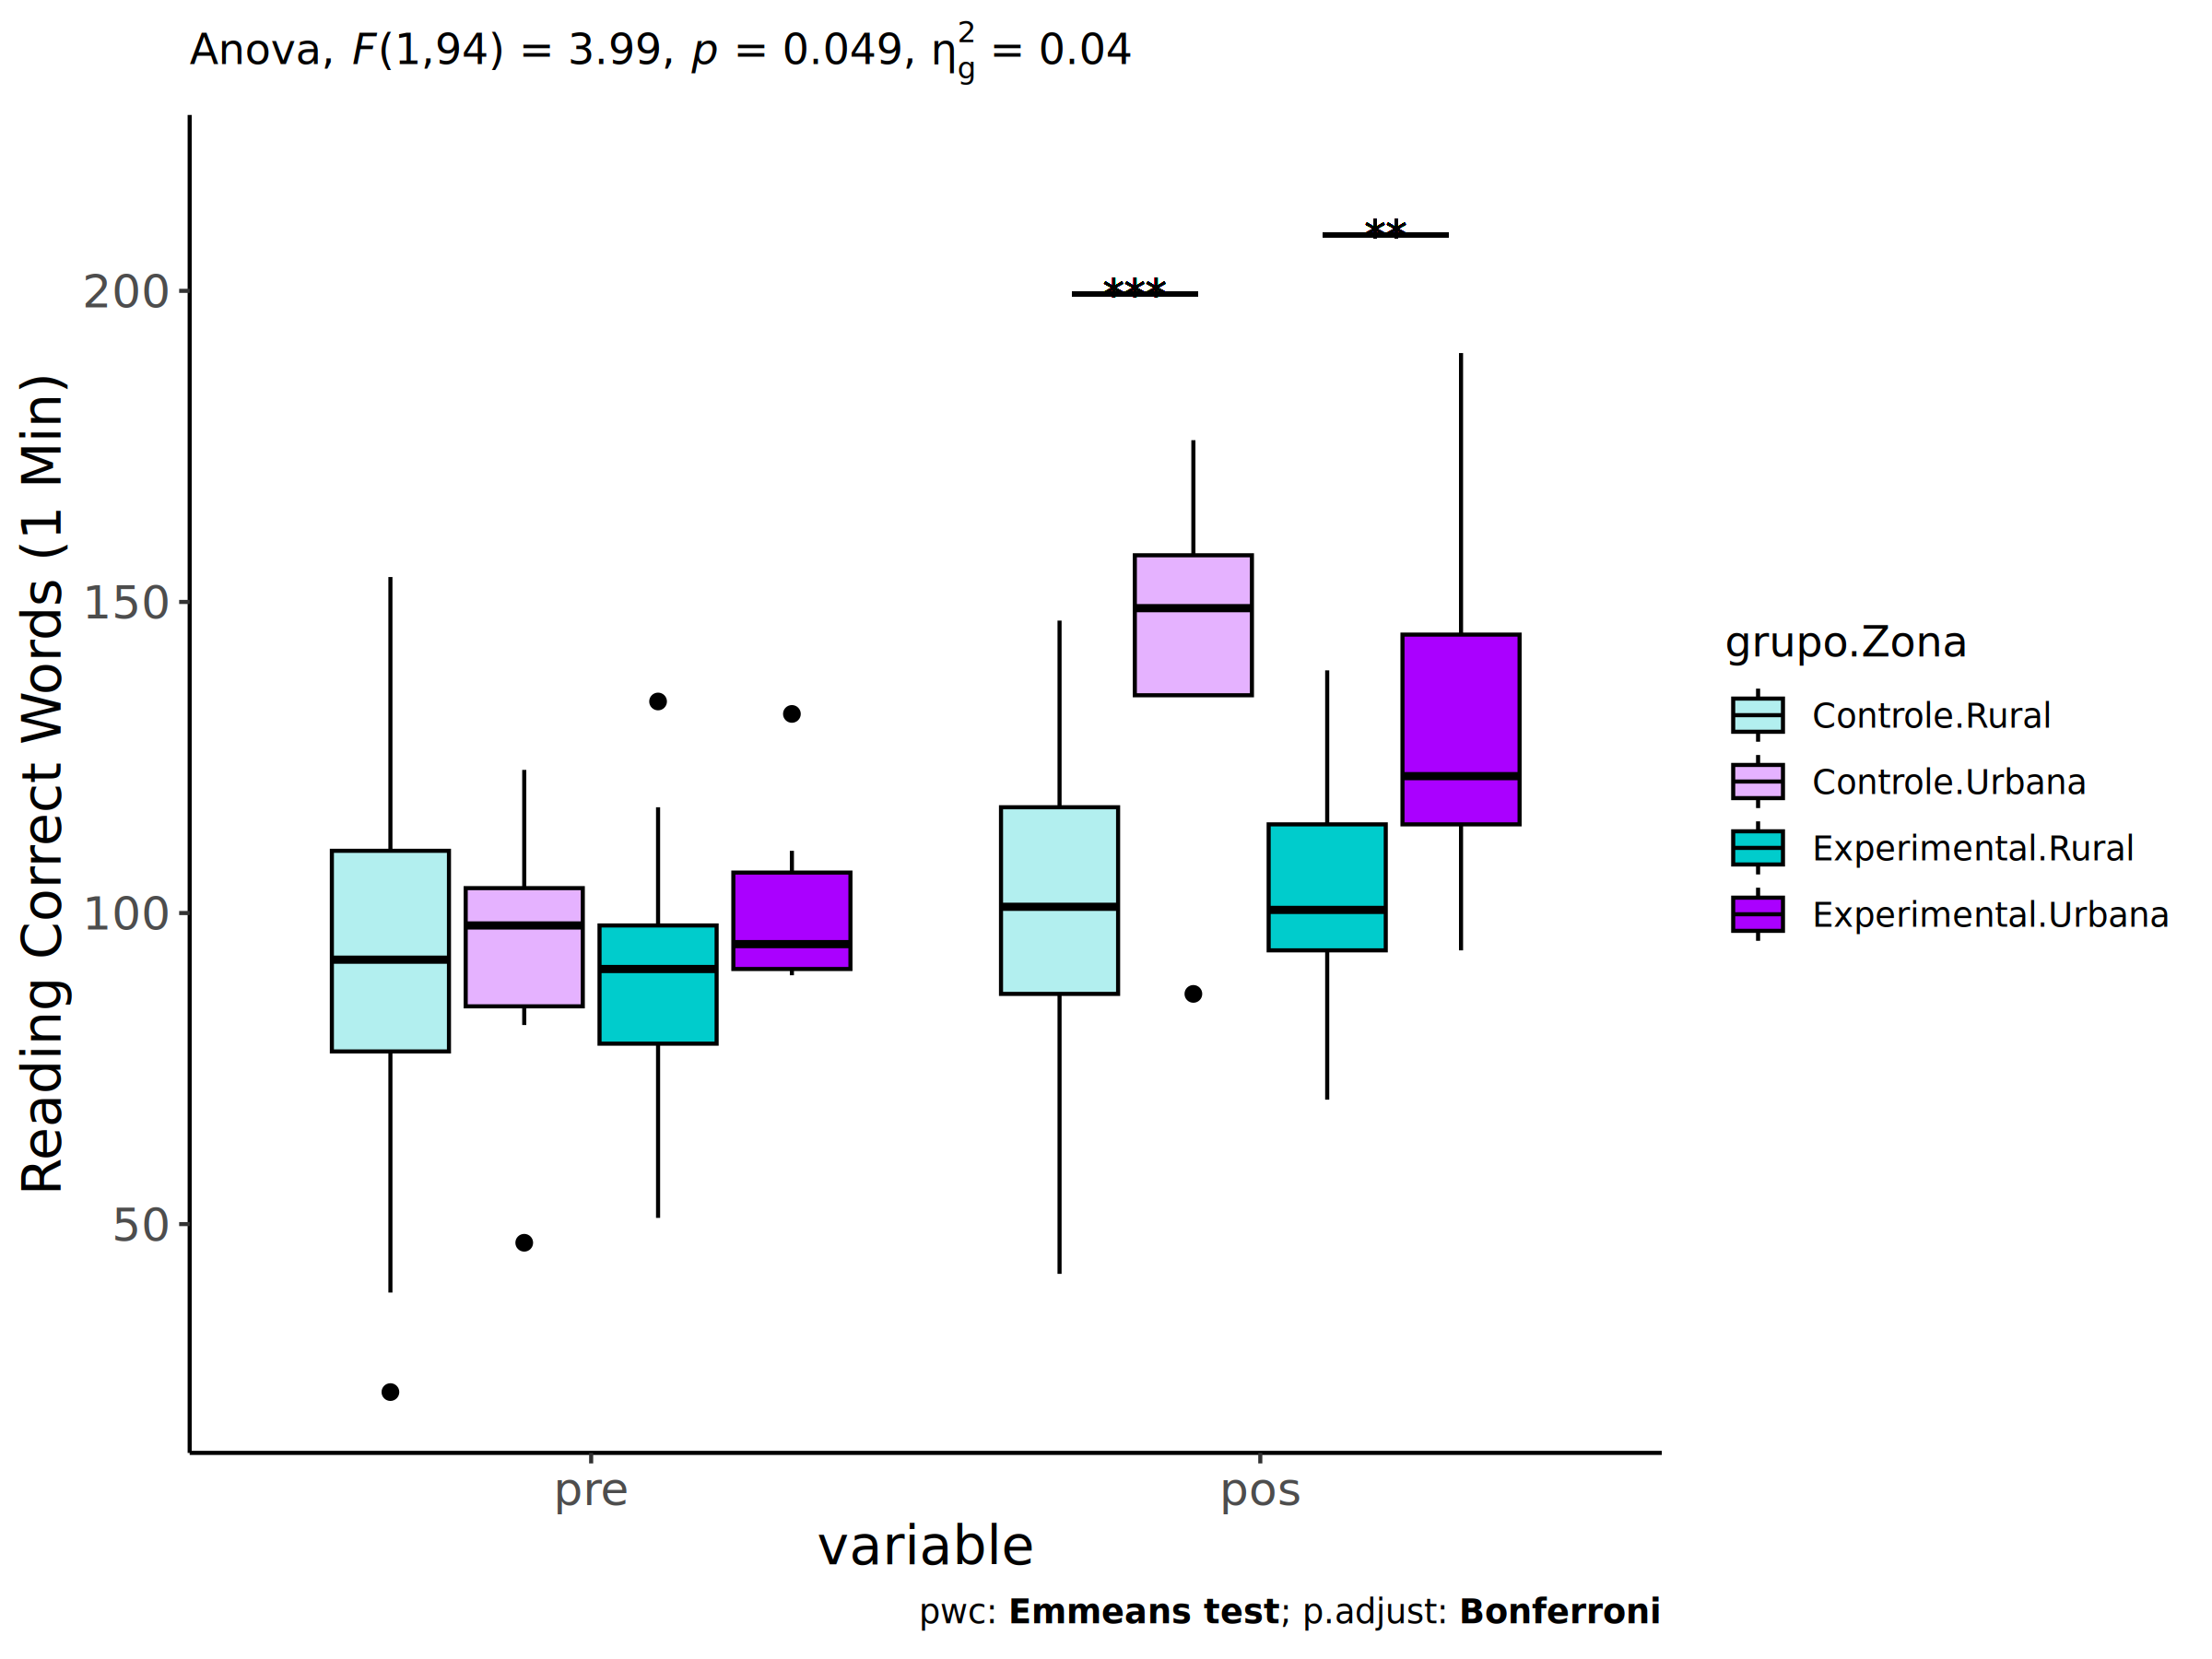 Anova, F(1,94) = 3.99, p = 0.049, η²g = 0.04
***
**
200
150
100
50
Reading Correct Words (1 Min)
pre
pos
variable
grupo.Zona
Controle.Rural
Controle.Urbana
Experimental.Rural
Experimental.Urbana
pwc: Emmeans test; p.adjust: Bonferroni